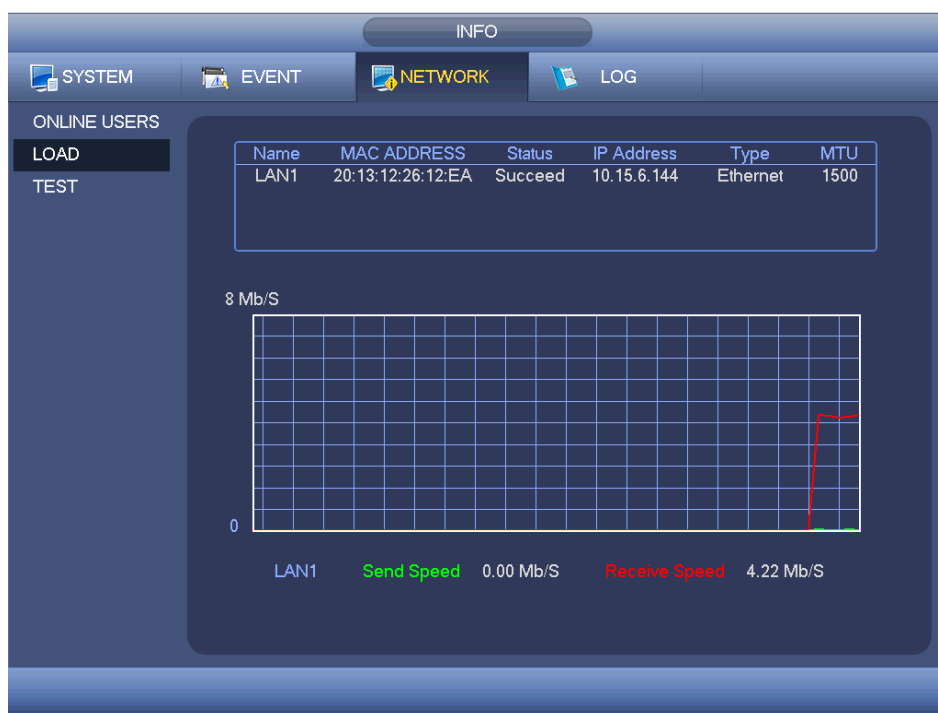 INFO
SYSTEM EVENT NETWORK LOG
ONLINE USERS
LOAD
TEST
Name MAC ADDRESS Status IP Address Type MTU
LAN1 20:13:12:26:12:EA Succeed 10.15.6.144 Ethernet 1500
8 Mb/S
0
LAN1 Send Speed 0.00 Mb/S Receive Speed 4.22 Mb/S